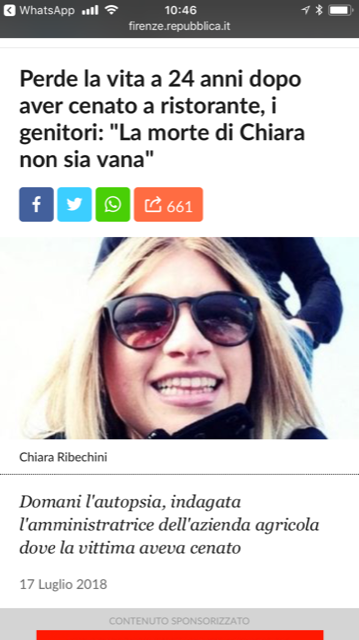 WhatsApp 10:46
firenze.repubblica.it
Perde la vita a 24 anni dopo
aver cenato a ristorante, i
genitori: "La morte di Chiara
non sia vana"
661
Chiara Ribechini
Domani l'autopsia, indagata
l'amministratrice dell'azienda agricola
dove la vittima aveva cenato
17 Luglio 2018
CONTENUTO SPONSORIZZATO